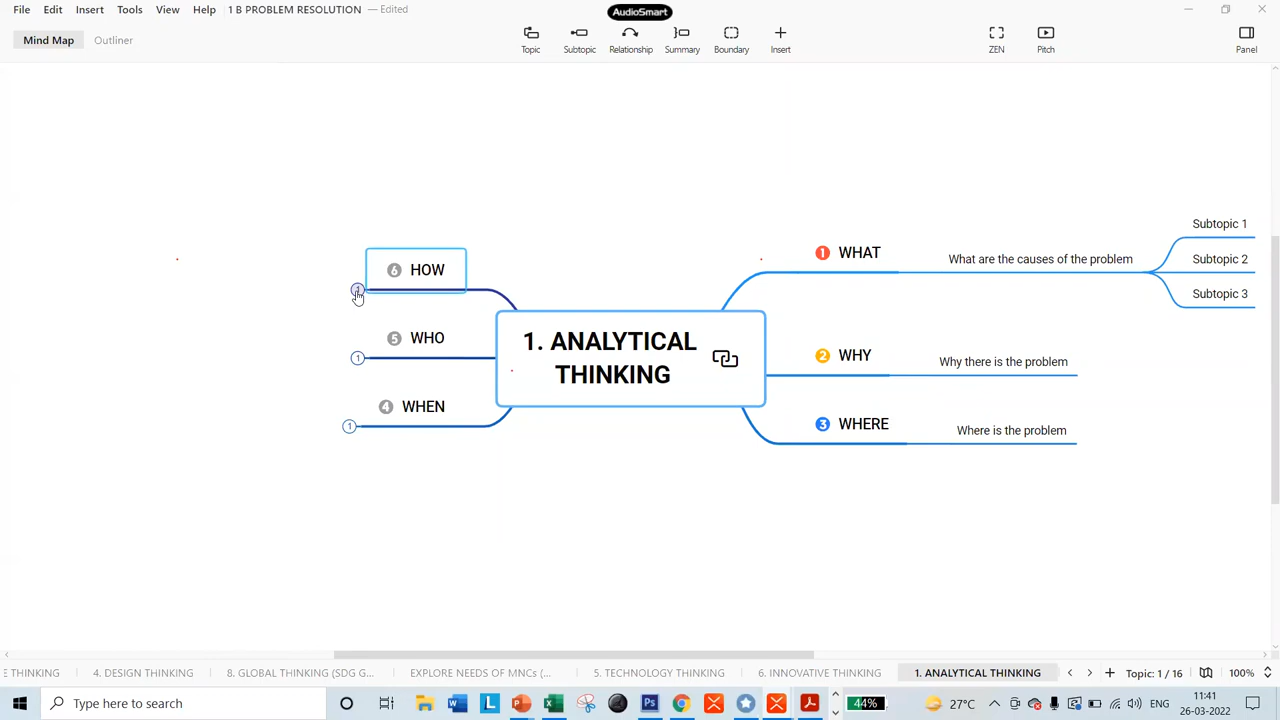 File Edit Insert Tools View Help 1 B PROBLEM RESOLUTION — Edited
AudioSmart
Mind Map Outliner
Topic Subtopic Relationship Summary Boundary Insert ZEN Pitch Panel
6 HOW
1
5 WHO
1
4 WHEN
1
1. ANALYTICAL
THINKING
1 WHAT
What are the causes of the problem
Subtopic 1
Subtopic 2
Subtopic 3
2 WHY
Why there is the problem
3 WHERE
Where is the problem
E THINKING 4. DESIGN THINKING 8. GLOBAL THINKING (SDG G... EXPLORE NEEDS OF MNCs (... 5. TECHNOLOGY THINKING 6. INNOVATIVE THINKING 1. ANALYTICAL THINKING Topic: 1 / 16 100%
Type here to 44% 27°C 11:41
26-03-2022